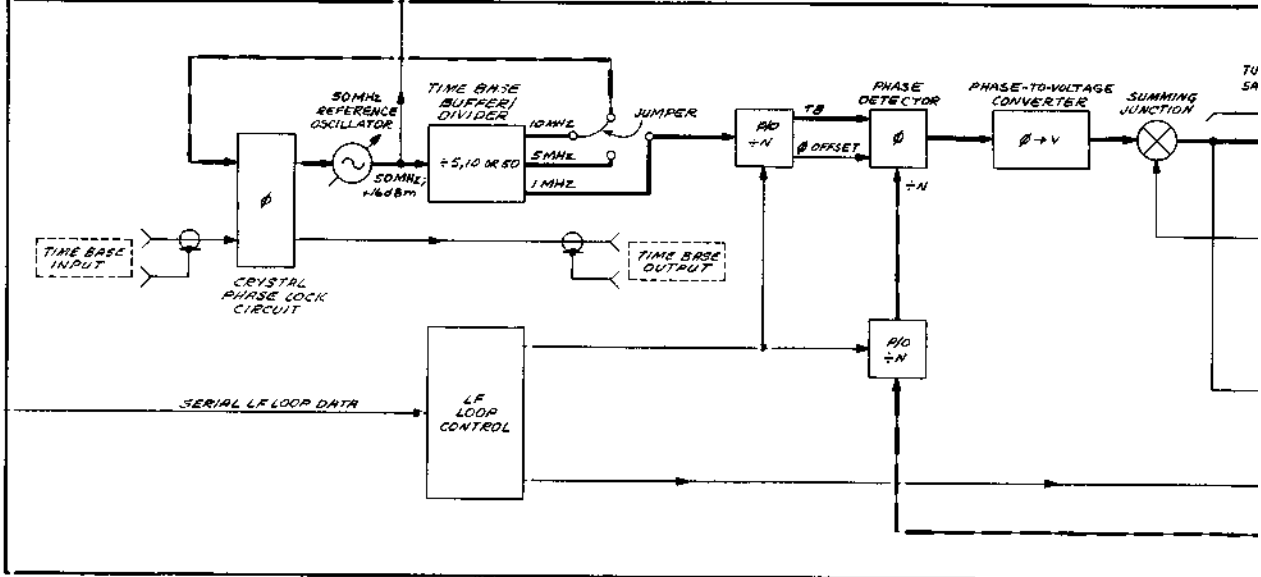 50MHz
REFERENCE
OSCILLATOR
TIME BASE
BUFFER/
DIVIDER
10MHZ
JUMPER
÷5,10 OR 50
5MHZ
1MHZ
50MHZ,
+16dBm
P/O
÷N
TB
Ø OFFSET
PHASE
DETECTOR
Ø
÷N
PHASE-TO-VOLTAGE
CONVERTER
Ø→V
SUMMING
JUNCTION
TU
SA
Ø
CRYSTAL
PHASE LOCK
CIRCUIT
TIME BASE
INPUT
TIME BASE
OUTPUT
P/O
÷N
SERIAL LF LOOP DATA
LF
LOOP
CONTROL